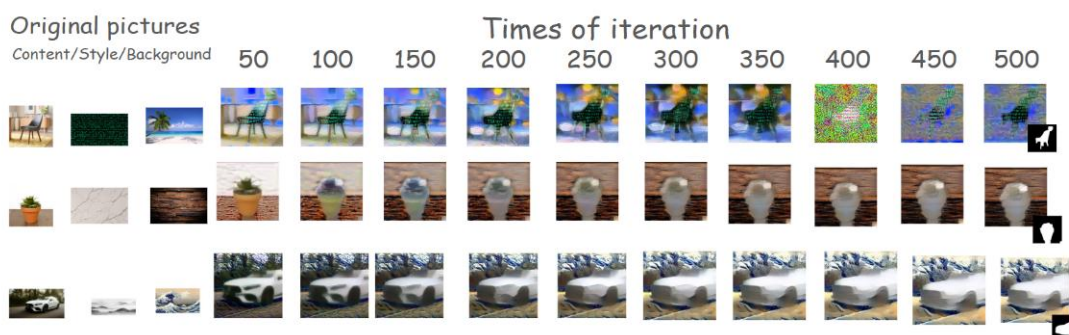 Original pictures
Times of iteration
Content/Style/Background
50 100 150 200 250 300 350 400 450 500